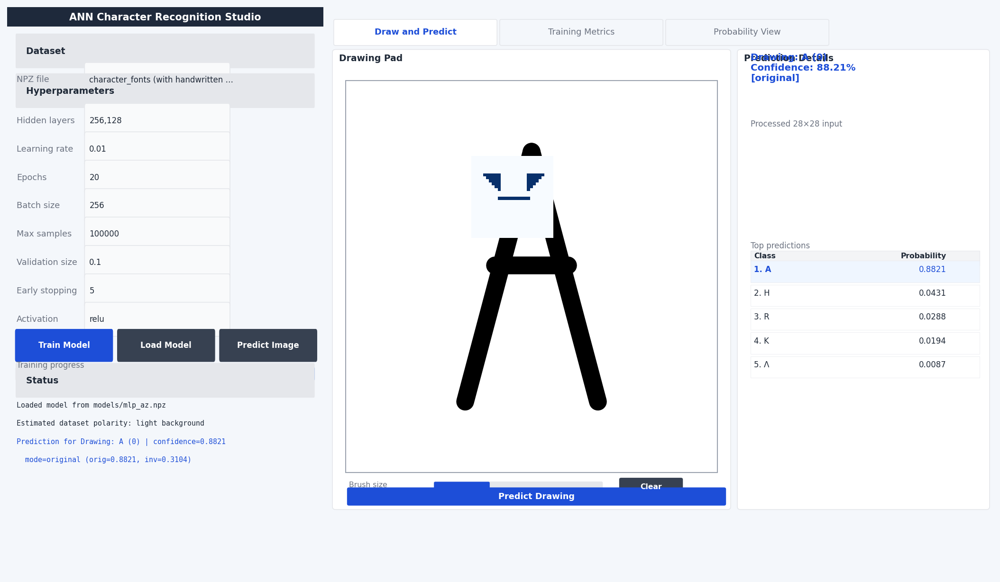 ANN Character Recognition Studio
Dataset
NPZ file character_fonts (with handwritten ...
Hyperparameters
Hidden layers 256,128
Learning rate 0.01
Epochs 20
Batch size 256
Max samples 100000
Validation size 0.1
Early stopping 5
Activation relu
Train Model Load Model Predict Image
Training progress
Status
Loaded model from models/mlp_az.npz
Estimated dataset polarity: light background
Prediction for Drawing: A (0) | confidence=0.8821
mode=original (orig=0.8821, inv=0.3104)
Draw and Predict Training Metrics Probability View
Drawing Pad
Brush size Clear
Predict Drawing
Prediction Details
Drawing: A (0)
Confidence: 88.21%
[original]
Processed 28×28 input
Top predictions
Class Probability
1. A 0.8821
2. H 0.0431
3. R 0.0288
4. K 0.0194
5. Λ 0.0087